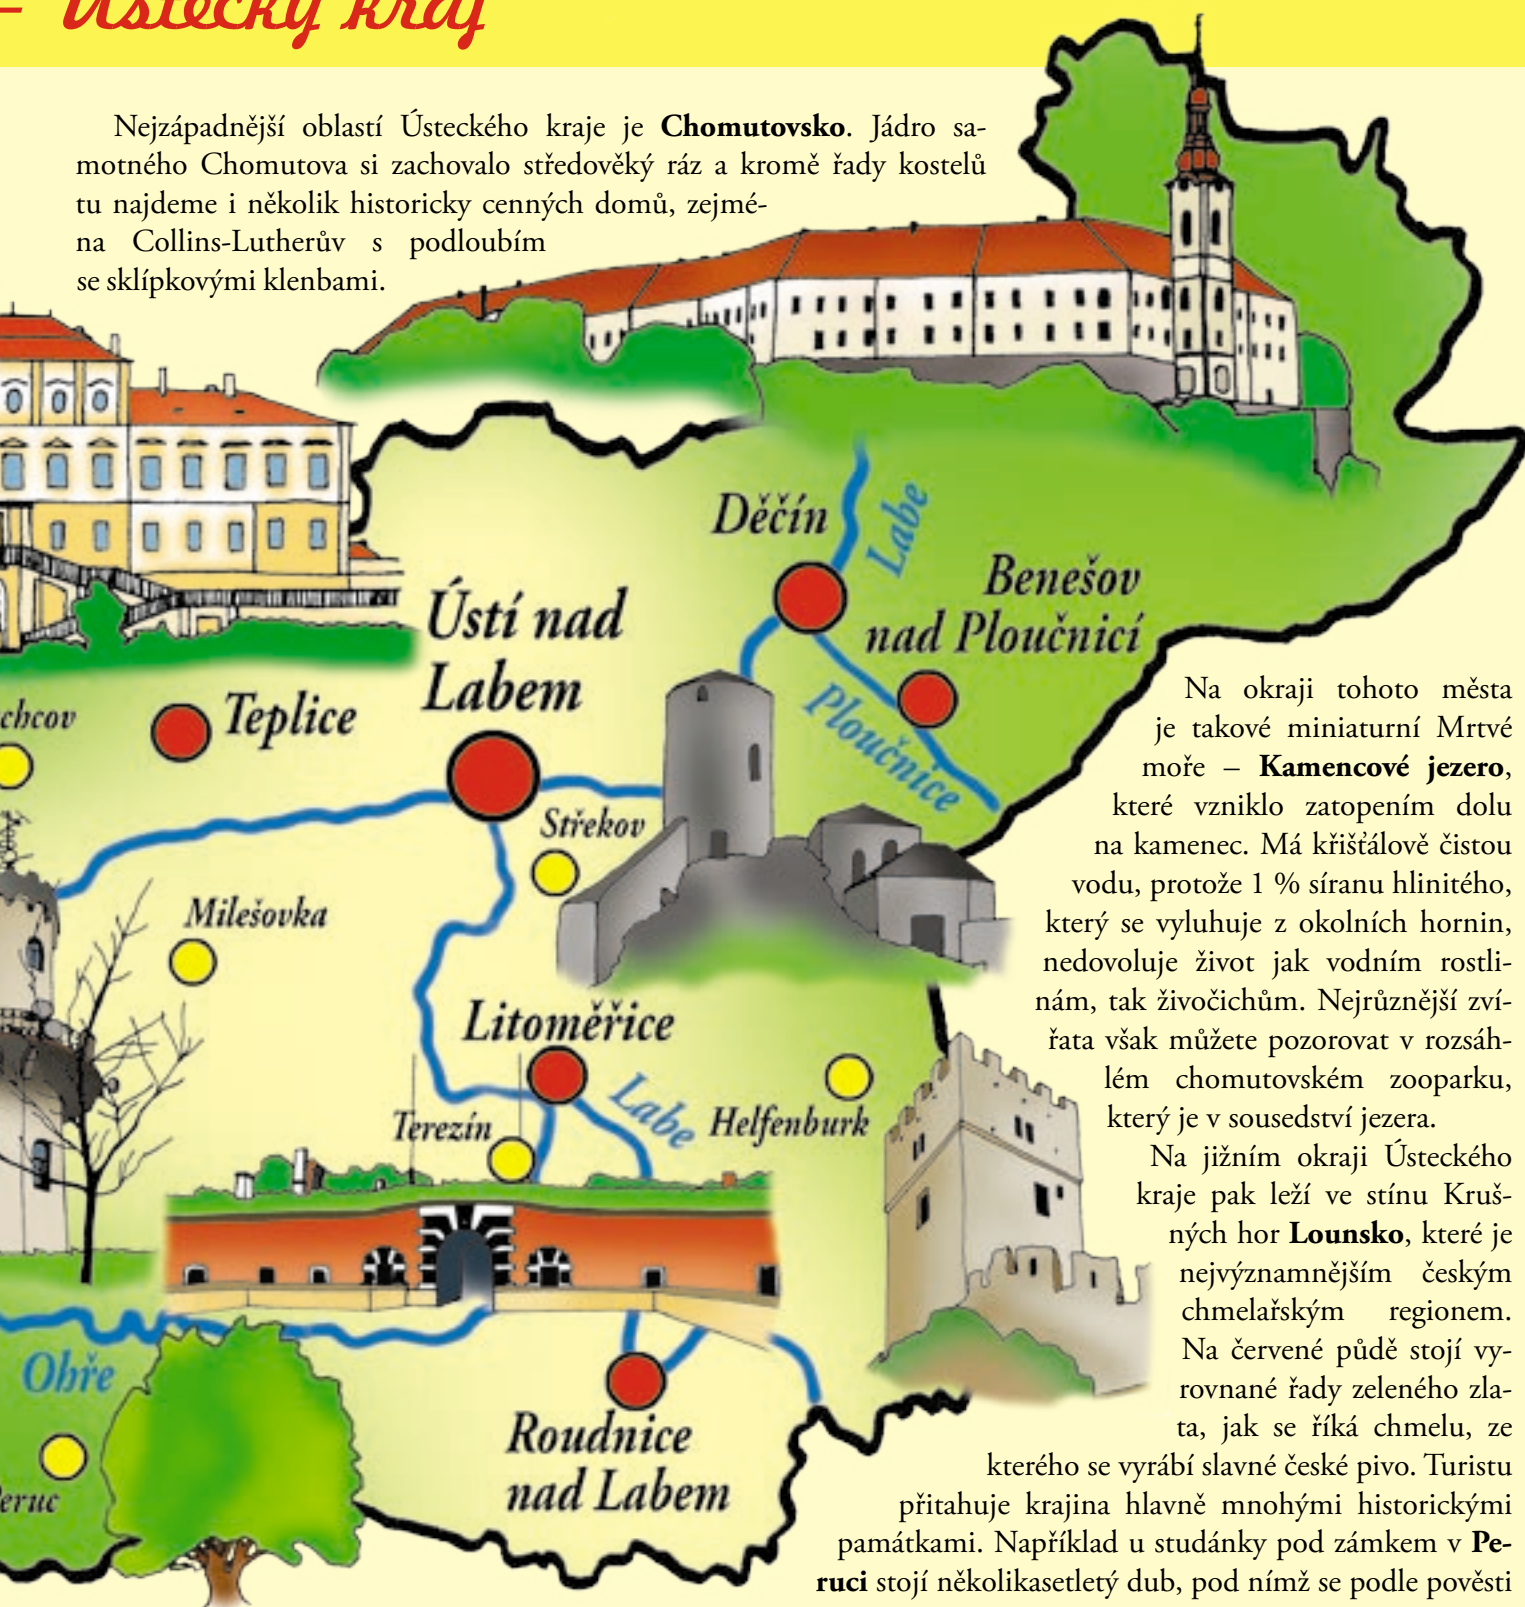 – Ústecký kraj
Nejzápadnější oblastí Ústeckého kraje je Chomutovsko. Jádro sa-
motného Chomutova si zachovalo středověký ráz a kromě řady kostelů
tu najdeme i několik historicky cenných domů, zejmé-
na Collins-Lutherův s podloubím
se sklípkovými klenbami.
Děčín
Labe
Benešov
nad Ploučnicí
Ploučnice
Ústí nad
Labem
Teplice
chcov
Střekov
Milešovka
Litoměřice
Labe
Terezín
Helfenburk
Ohře
Roudnice
nad Labem
eruc
Na okraji tohoto města
je takové miniaturní Mrtvé
moře – Kamencové jezero,
které vzniklo zatopením dolu
na kamenec. Má křišťálově čistou
vodu, protože 1 % síranu hlinitého,
který se vyluhuje z okolních hornin,
nedovoluje život jak vodním rostli-
nám, tak živočichům. Nejrůznější zví-
řata však můžete pozorovat v rozsáh-
lém chomutovském zooparku,
který je v sousedství jezera.
Na jižním okraji Ústeckého
kraje pak leží ve stínu Kruš-
ných hor Lounsko, které je
nejvýznamnějším českým
chmelařským regionem.
Na červené půdě stojí vy-
rovnané řady zeleného zla-
ta, jak se říká chmelu, ze
kterého se vyrábí slavné české pivo. Turistu
přitahuje krajina hlavně mnohými historickými
památkami. Například u studánky pod zámkem v Pe-
ruci stojí několikasetletý dub, pod nímž se podle pověsti